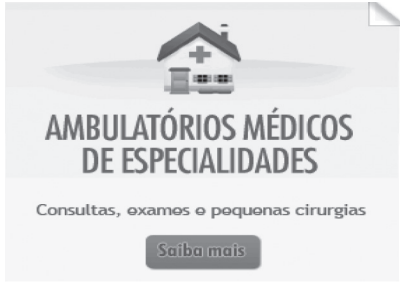 AMBULATÓRIOS MÉDICOS
DE ESPECIALIDADES
Consultas, exames e pequenas cirurgias
Saiba mais